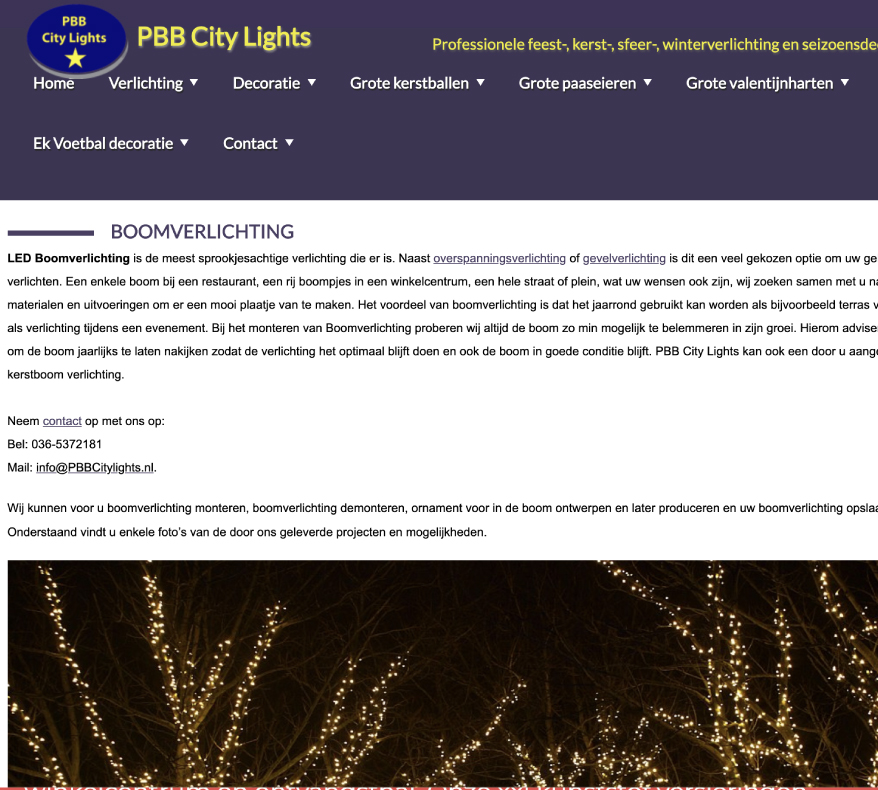 PBB
City Lights
PBB City Lights
Professionele feest-, kerst-, sfeer-, winterverlichting en seizoensde
Home Verlichting ▼ Decoratie ▼ Grote kerstballen ▼ Grote paaseieren ▼ Grote valentijnharten ▼
Ek Voetbal decoratie ▼ Contact ▼
BOOMVERLICHTING
LED Boomverlichting is de meest sprookjesachtige verlichting die er is. Naast overspanningsverlichting of gevelverlichting is dit een veel gekozen optie om uw ge
verlichten. Een enkele boom bij een restaurant, een rij boompjes in een winkelcentrum, een hele straat of plein, wat uw wensen ook zijn, wij zoeken samen met u na
materialen en uitvoeringen om er een mooi plaatje van te maken. Het voordeel van boomverlichting is dat het jaarrond gebruikt kan worden als bijvoorbeeld terras v
als verlichting tijdens een evenement. Bij het monteren van Boomverlichting proberen wij altijd de boom zo min mogelijk te belemmeren in zijn groei. Hierom advise
om de boom jaarlijks te laten nakijken zodat de verlichting het optimaal blijft doen en ook de boom in goede conditie blijft. PBB City Lights kan ook een door u aang
kerstboom verlichting.
Neem contact op met ons op:
Bel: 036-5372181
Mail: info@PBBCitylights.nl.
Wij kunnen voor u boomverlichting monteren, boomverlichting demonteren, ornament voor in de boom ontwerpen en later produceren en uw boomverlichting opslaa
Onderstaand vindt u enkele foto's van de door ons geleverde projecten en mogelijkheden.